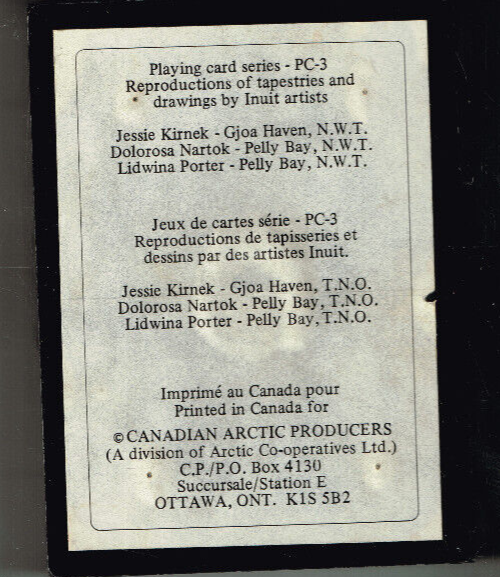 Playing card series - PC-3
Reproductions of tapestries and
drawings by Inuit artists
Jessie Kirnek - Gjoa Haven, N.W.T.
Dolorosa Nartok - Pelly Bay, N.W.T.
Lidwina Porter - Pelly Bay, N.W.T.
Jeux de cartes série - PC-3
Reproductions de tapisseries et
dessins par des artistes Inuit.
Jessie Kirnek - Gjoa Haven, T.N.O.
Dolorosa Nartok - Pelly Bay, T.N.O.
Lidwina Porter - Pelly Bay, T.N.O.
Imprimé au Canada pour
Printed in Canada for
© CANADIAN ARCTIC PRODUCERS
(A division of Arctic Co-operatives Ltd.)
C.P./P.O. Box 4130
Succursale/Station E
OTTAWA, ONT. K1S 5B2